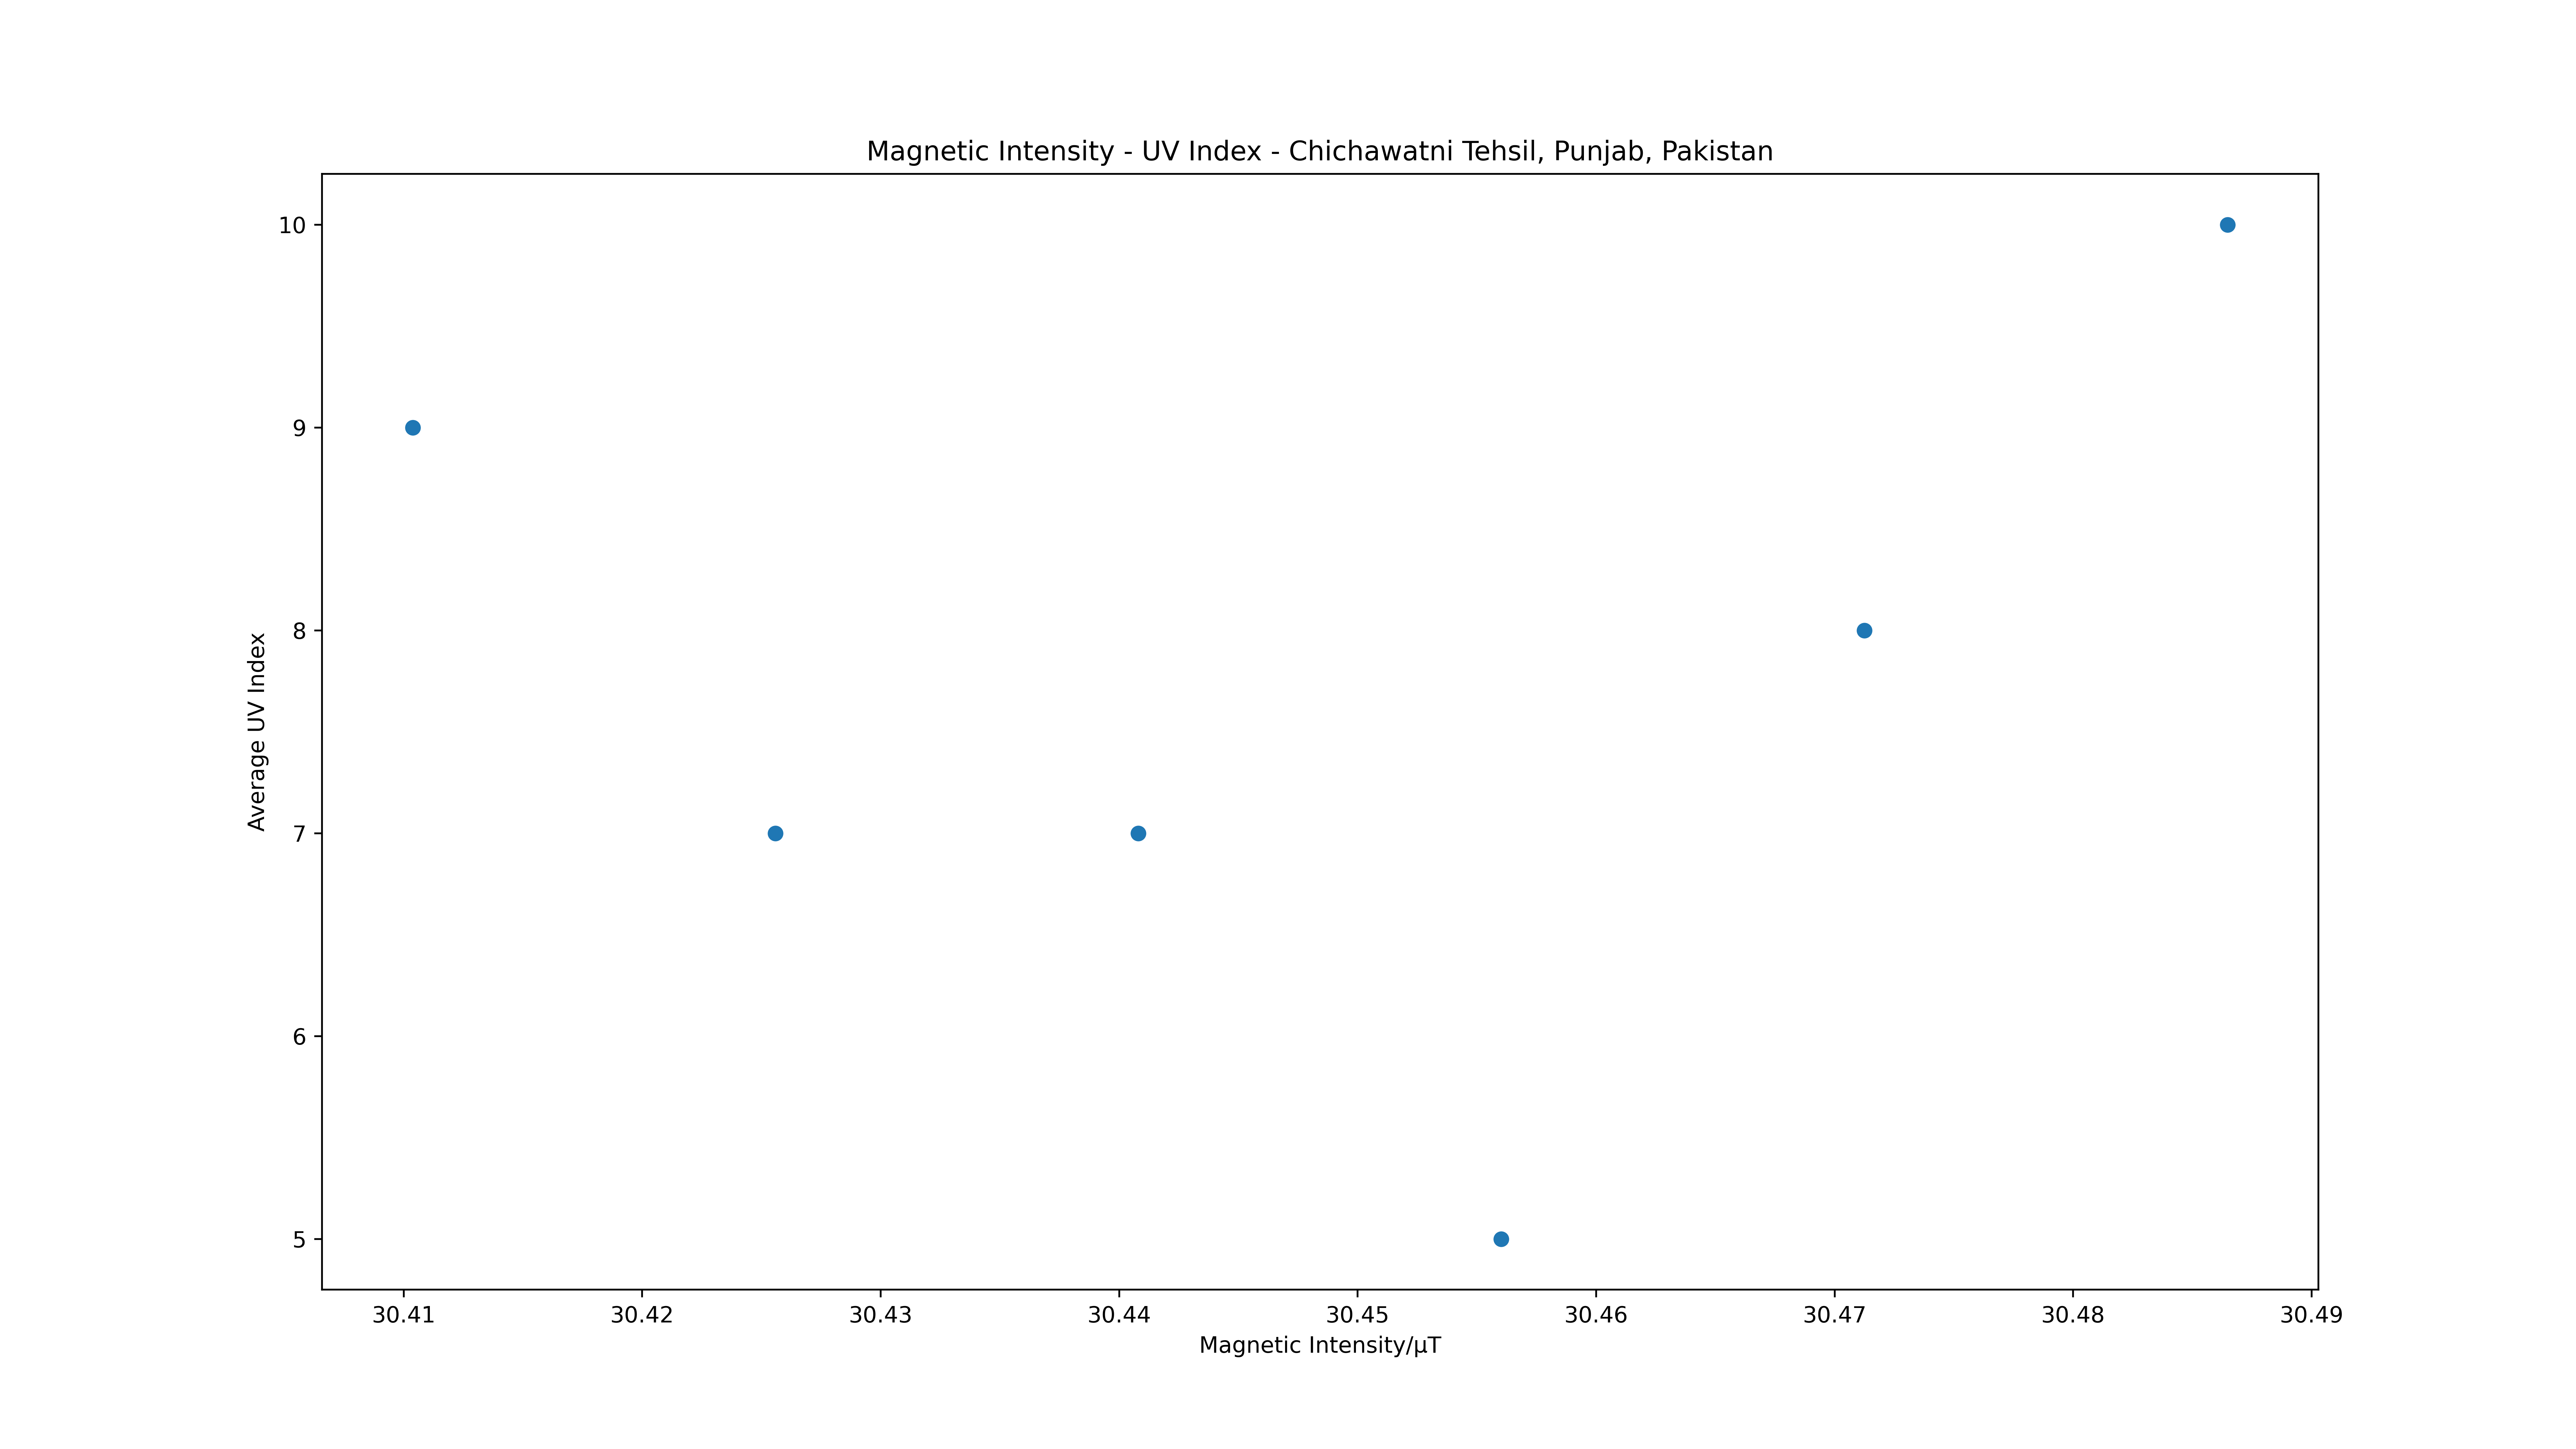 Magnetic Intensity - UV Index - Chichawatni Tehsil, Punjab, Pakistan
10
9
8
7
6
5
Average UV Index
30.41 30.42 30.43 30.44 30.45 30.46 30.47 30.48 30.49
Magnetic Intensity/μT